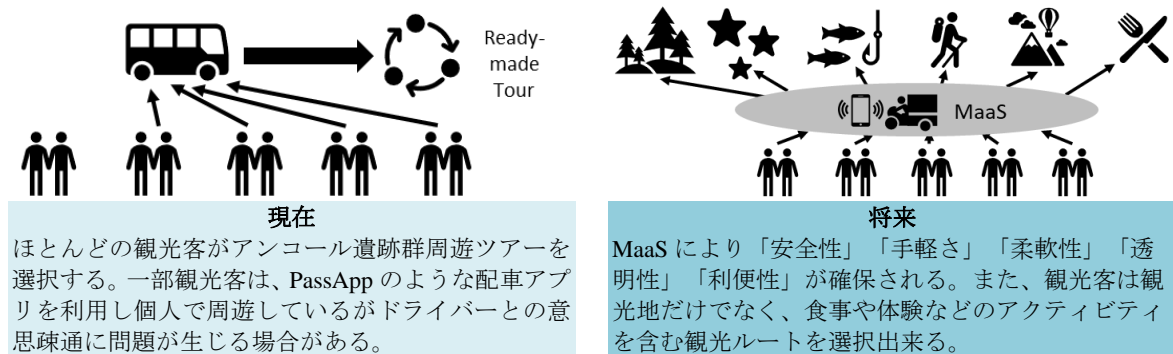 Ready-
made
Tour
現在
ほとんどの観光客がアンコール遺跡群周遊ツアーを
選択する。一部観光客は、PassApp のような配車アプ
リを利用し個人で周遊しているがドライバーとの意
思疎通に問題が生じる場合がある。
MaaS
将来
MaaS により「安全性」「手軽さ」「柔軟性」「透
明性」「利便性」が確保される。また、観光客は観
光地だけでなく、食事や体験などのアクティビティ
を含む観光ルートを選択出来る。